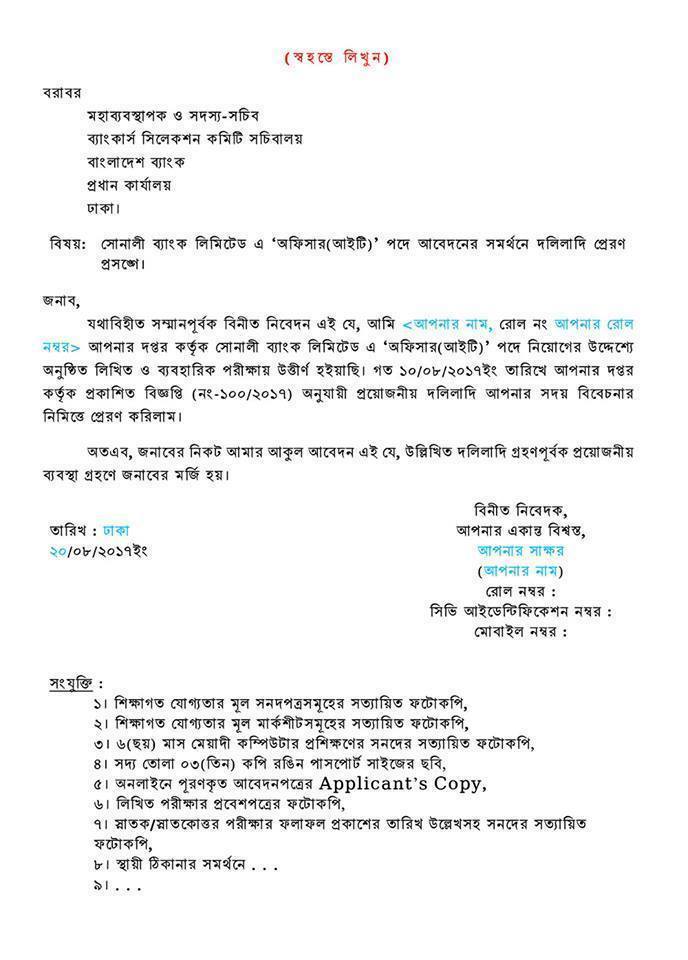 (স্বহস্তে লিখুন)
বরাবর
মহাব্যবস্থাপক ও সদস্য-সচিব
ব্যাংকার্স সিলেকশন কমিটি সচিবালয়
বাংলাদেশ ব্যাংক
প্রধান কার্যালয়
ঢাকা।
বিষয়: সোনালী ব্যাংক লিমিটেড এ ‘অফিসার(আইটি)’ পদে আবেদনের সমর্থনে দলিলাদি প্রেরণ
প্রসঙ্গে।
জনাব,
যথাবিহীত সম্মানপূর্বক বিনীত নিবেদন এই যে, আমি <আপনার নাম, রোল নং আপনার রোল
নম্বর> আপনার দপ্তর কর্তৃক সোনালী ব্যাংক লিমিটেড এ ‘অফিসার(আইটি)’ পদে নিয়োগের উদ্দেশ্যে
অনুষ্ঠিত লিখিত ও ব্যবহারিক পরীক্ষায় উত্তীর্ণ হইয়াছি। গত ১০/০৮/২০১৭ইং তারিখে আপনার দপ্তর
কর্তৃক প্রকাশিত বিজ্ঞপ্তি (নং-১০০/২০১৭) অনুযায়ী প্রয়োজনীয় দলিলাদি আপনার সদয় বিবেচনার
নিমিত্তে প্রেরণ করিলাম।
অতএব, জনাবের নিকট আমার আকুল আবেদন এই যে, উল্লিখিত দলিলাদি গ্রহণপূর্বক প্রয়োজনীয়
ব্যবস্থা গ্রহণে জনাবের মর্জি হয়।
বিনীত নিবেদক,
তারিখ : ঢাকা আপনার একান্ত বিশ্বস্ত,
২০/০৮/২০১৭ইং আপনার সাক্ষর
(আপনার নাম)
রোল নম্বর :
সিভি আইডেন্টিফিকেশন নম্বর :
মোবাইল নম্বর :
সংযুক্তি :
১। শিক্ষাগত যোগ্যতার মূল সনদপত্রসমূহের সত্যায়িত ফটোকপি,
২। শিক্ষাগত যোগ্যতার মূল মার্কশীটসমূহের সত্যায়িত ফটোকপি,
৩। ৬(ছয়) মাস মেয়াদী কম্পিউটার প্রশিক্ষণের সনদের সত্যায়িত ফটোকপি,
৪। সদ্য তোলা ০৩(তিন) কপি রঙিন পাসপোর্ট সাইজের ছবি,
৫। অনলাইনে পূরণকৃত আবেদনপত্রের Applicant’s Copy,
৬। লিখিত পরীক্ষার প্রবেশপত্রের ফটোকপি,
৭। স্নাতক/স্নাতকোত্তর পরীক্ষার ফলাফল প্রকাশের তারিখ উল্লেখসহ সনদের সত্যায়িত
ফটোকপি,
৮। স্থায়ী ঠিকানার সমর্থনে . . .
৯। . . .